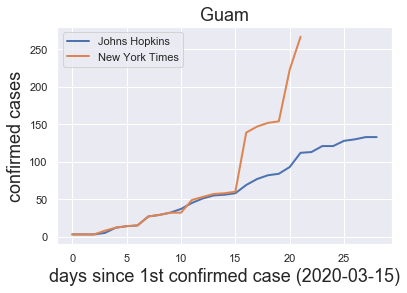 Guam
Johns Hopkins
New York Times
confirmed cases
250
200
150
100
50
0
0 5 10 15 20 25
days since 1st confirmed case (2020-03-15)